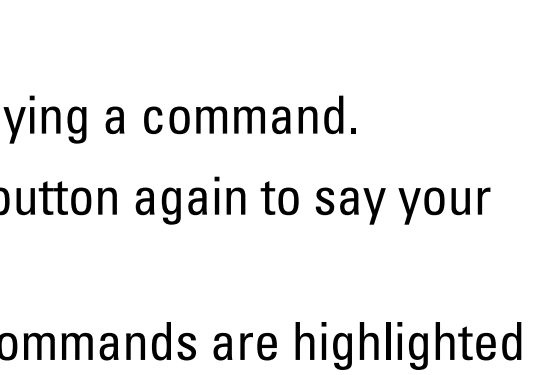 ying a command.
button again to say your
ommands are highlighted